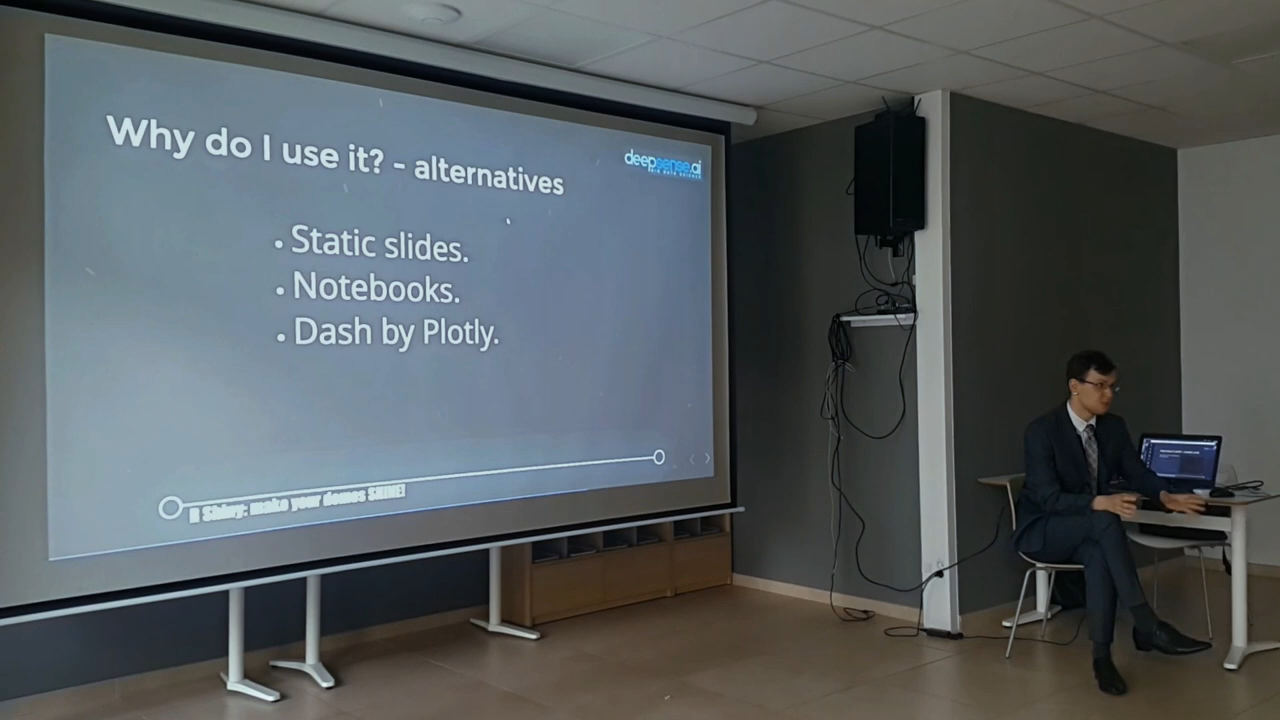 Why do I use it? - alternatives
deepsense.ai
• Static slides.
• Notebooks.
• Dash by Plotly.
R Shiny: make your demos SHINE!